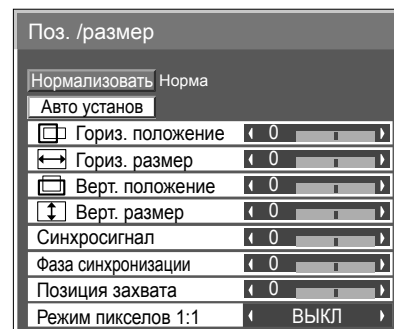 Поз. /размер
Нормализовать Норма
Авто установ
Гориз. положение 0
Гориз. размер 0
Верт. положение 0
Верт. размер 0
Синхросигнал 0
Фаза синхронизации 0
Позиция захвата 0
Режим пикселов 1:1 ВЫКЛ